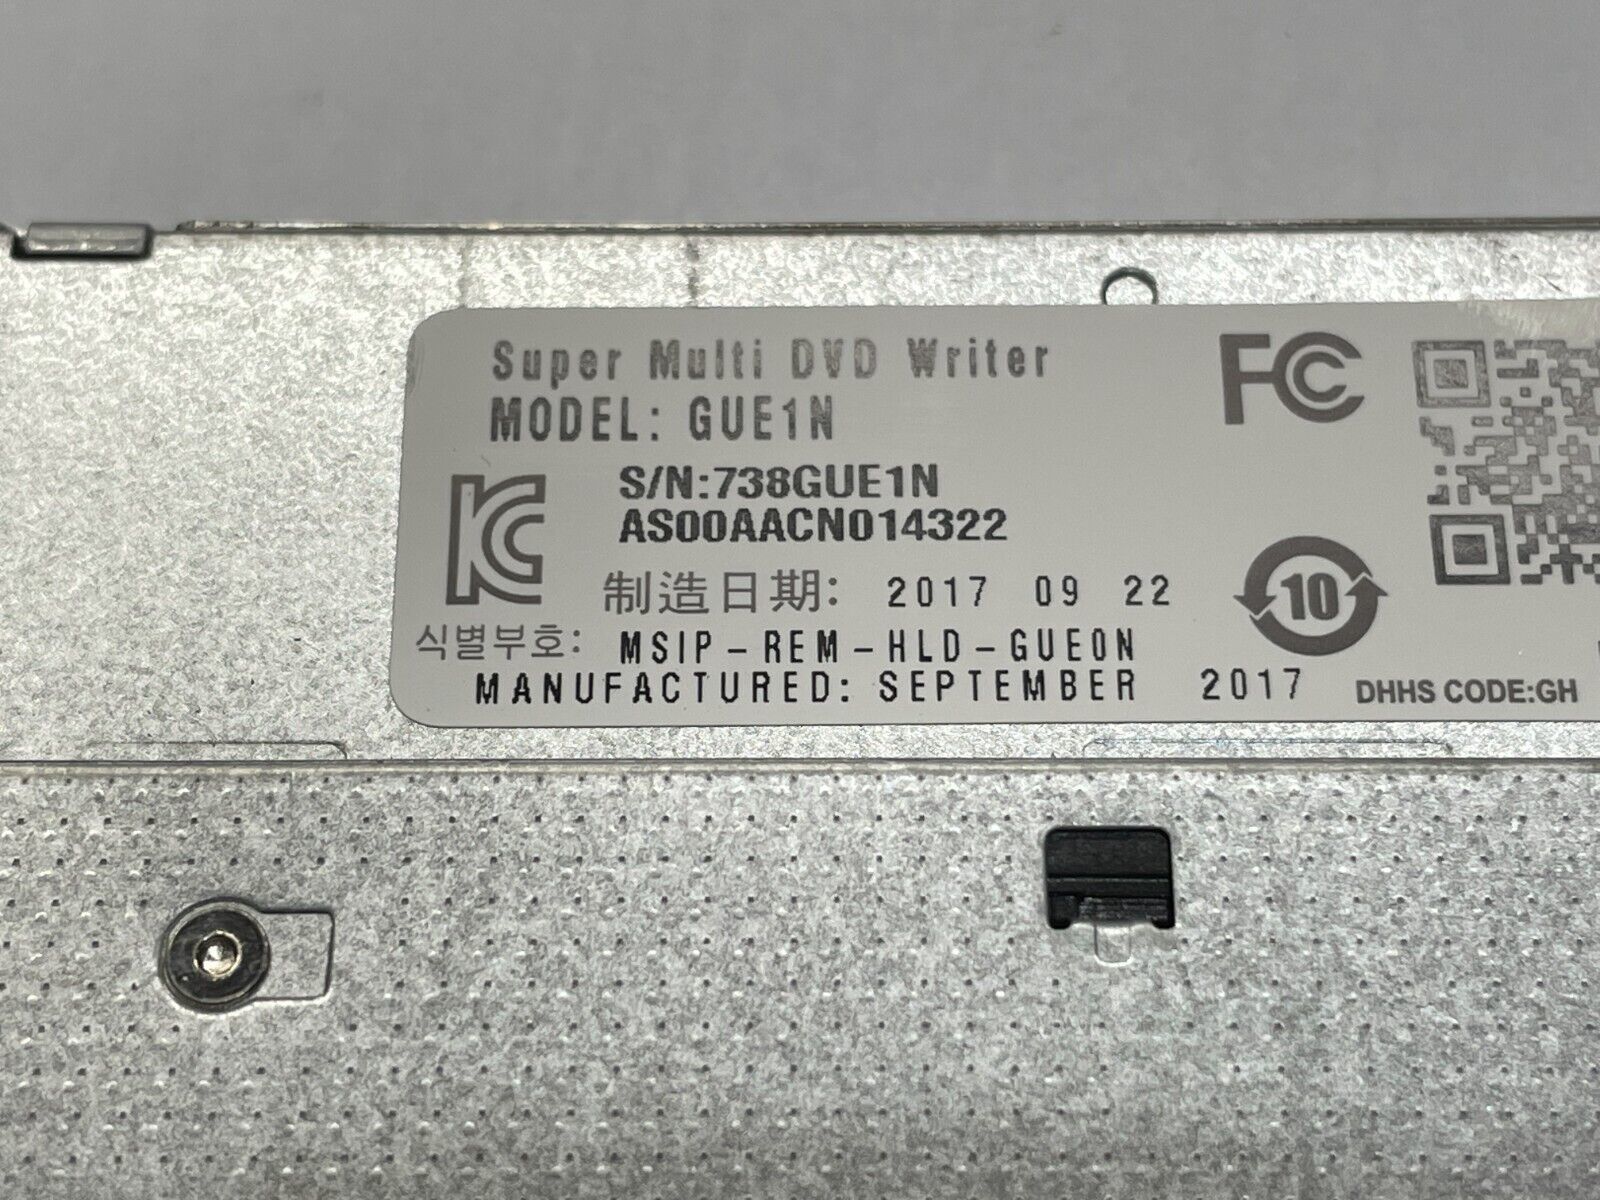 Super Multi DVD Writer
MODEL: GUE1N
FC
KC
S/N:738GUE1N
AS00AACN014322
制造日期: 2017 09 22
10
식별부호: MSIP-REM-HLD-GUE0N
MANUFACTURED: SEPTEMBER 2017
DHHS CODE:GH